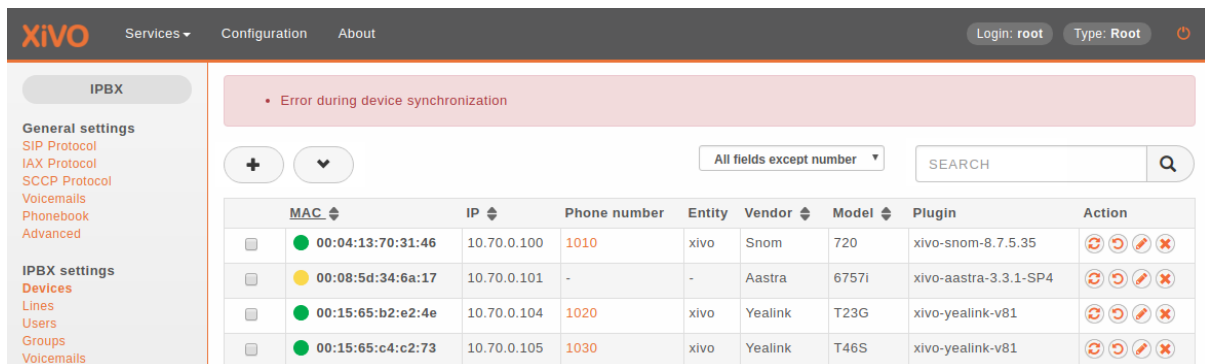 XiVO Services Configuration About Login: root Type: Root
IPBX
General settings
SIP Protocol
IAX Protocol
SCCP Protocol
Voicemails
Phonebook
Advanced
IPBX settings
Devices
Lines
Users
Groups
Voicemails
Error during device synchronization
All fields except number SEARCH
MAC IP Phone number Entity Vendor Model Plugin Action
00:04:13:70:31:46 10.70.0.100 1010 xivo Snom 720 xivo-snom-8.7.5.35
00:08:5d:34:6a:17 10.70.0.101 - - Aastra 6757i xivo-aastra-3.3.1-SP4
00:15:65:b2:e2:4e 10.70.0.104 1020 xivo Yealink T23G xivo-yealink-v81
00:15:65:c4:c2:73 10.70.0.105 1030 xivo Yealink T46S xivo-yealink-v81